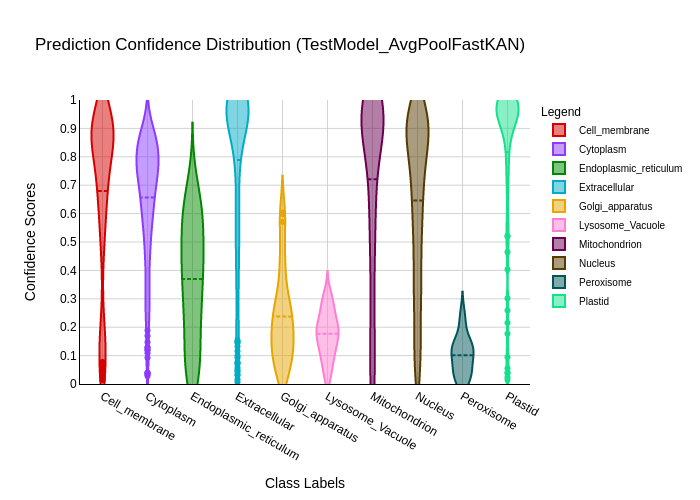 Prediction Confidence Distribution (TestModel_AvgPoolFastKAN)
Confidence Scores
1
0.9
0.8
0.7
0.6
0.5
0.4
0.3
0.2
0.1
0
Cell_membrane
Cytoplasm
Endoplasmic_reticulum
Extracellular
Golgi_apparatus
Lysosome_Vacuole
Mitochondrion
Nucleus
Peroxisome
Plastid
Class Labels
Legend
Cell_membrane
Cytoplasm
Endoplasmic_reticulum
Extracellular
Golgi_apparatus
Lysosome_Vacuole
Mitochondrion
Nucleus
Peroxisome
Plastid